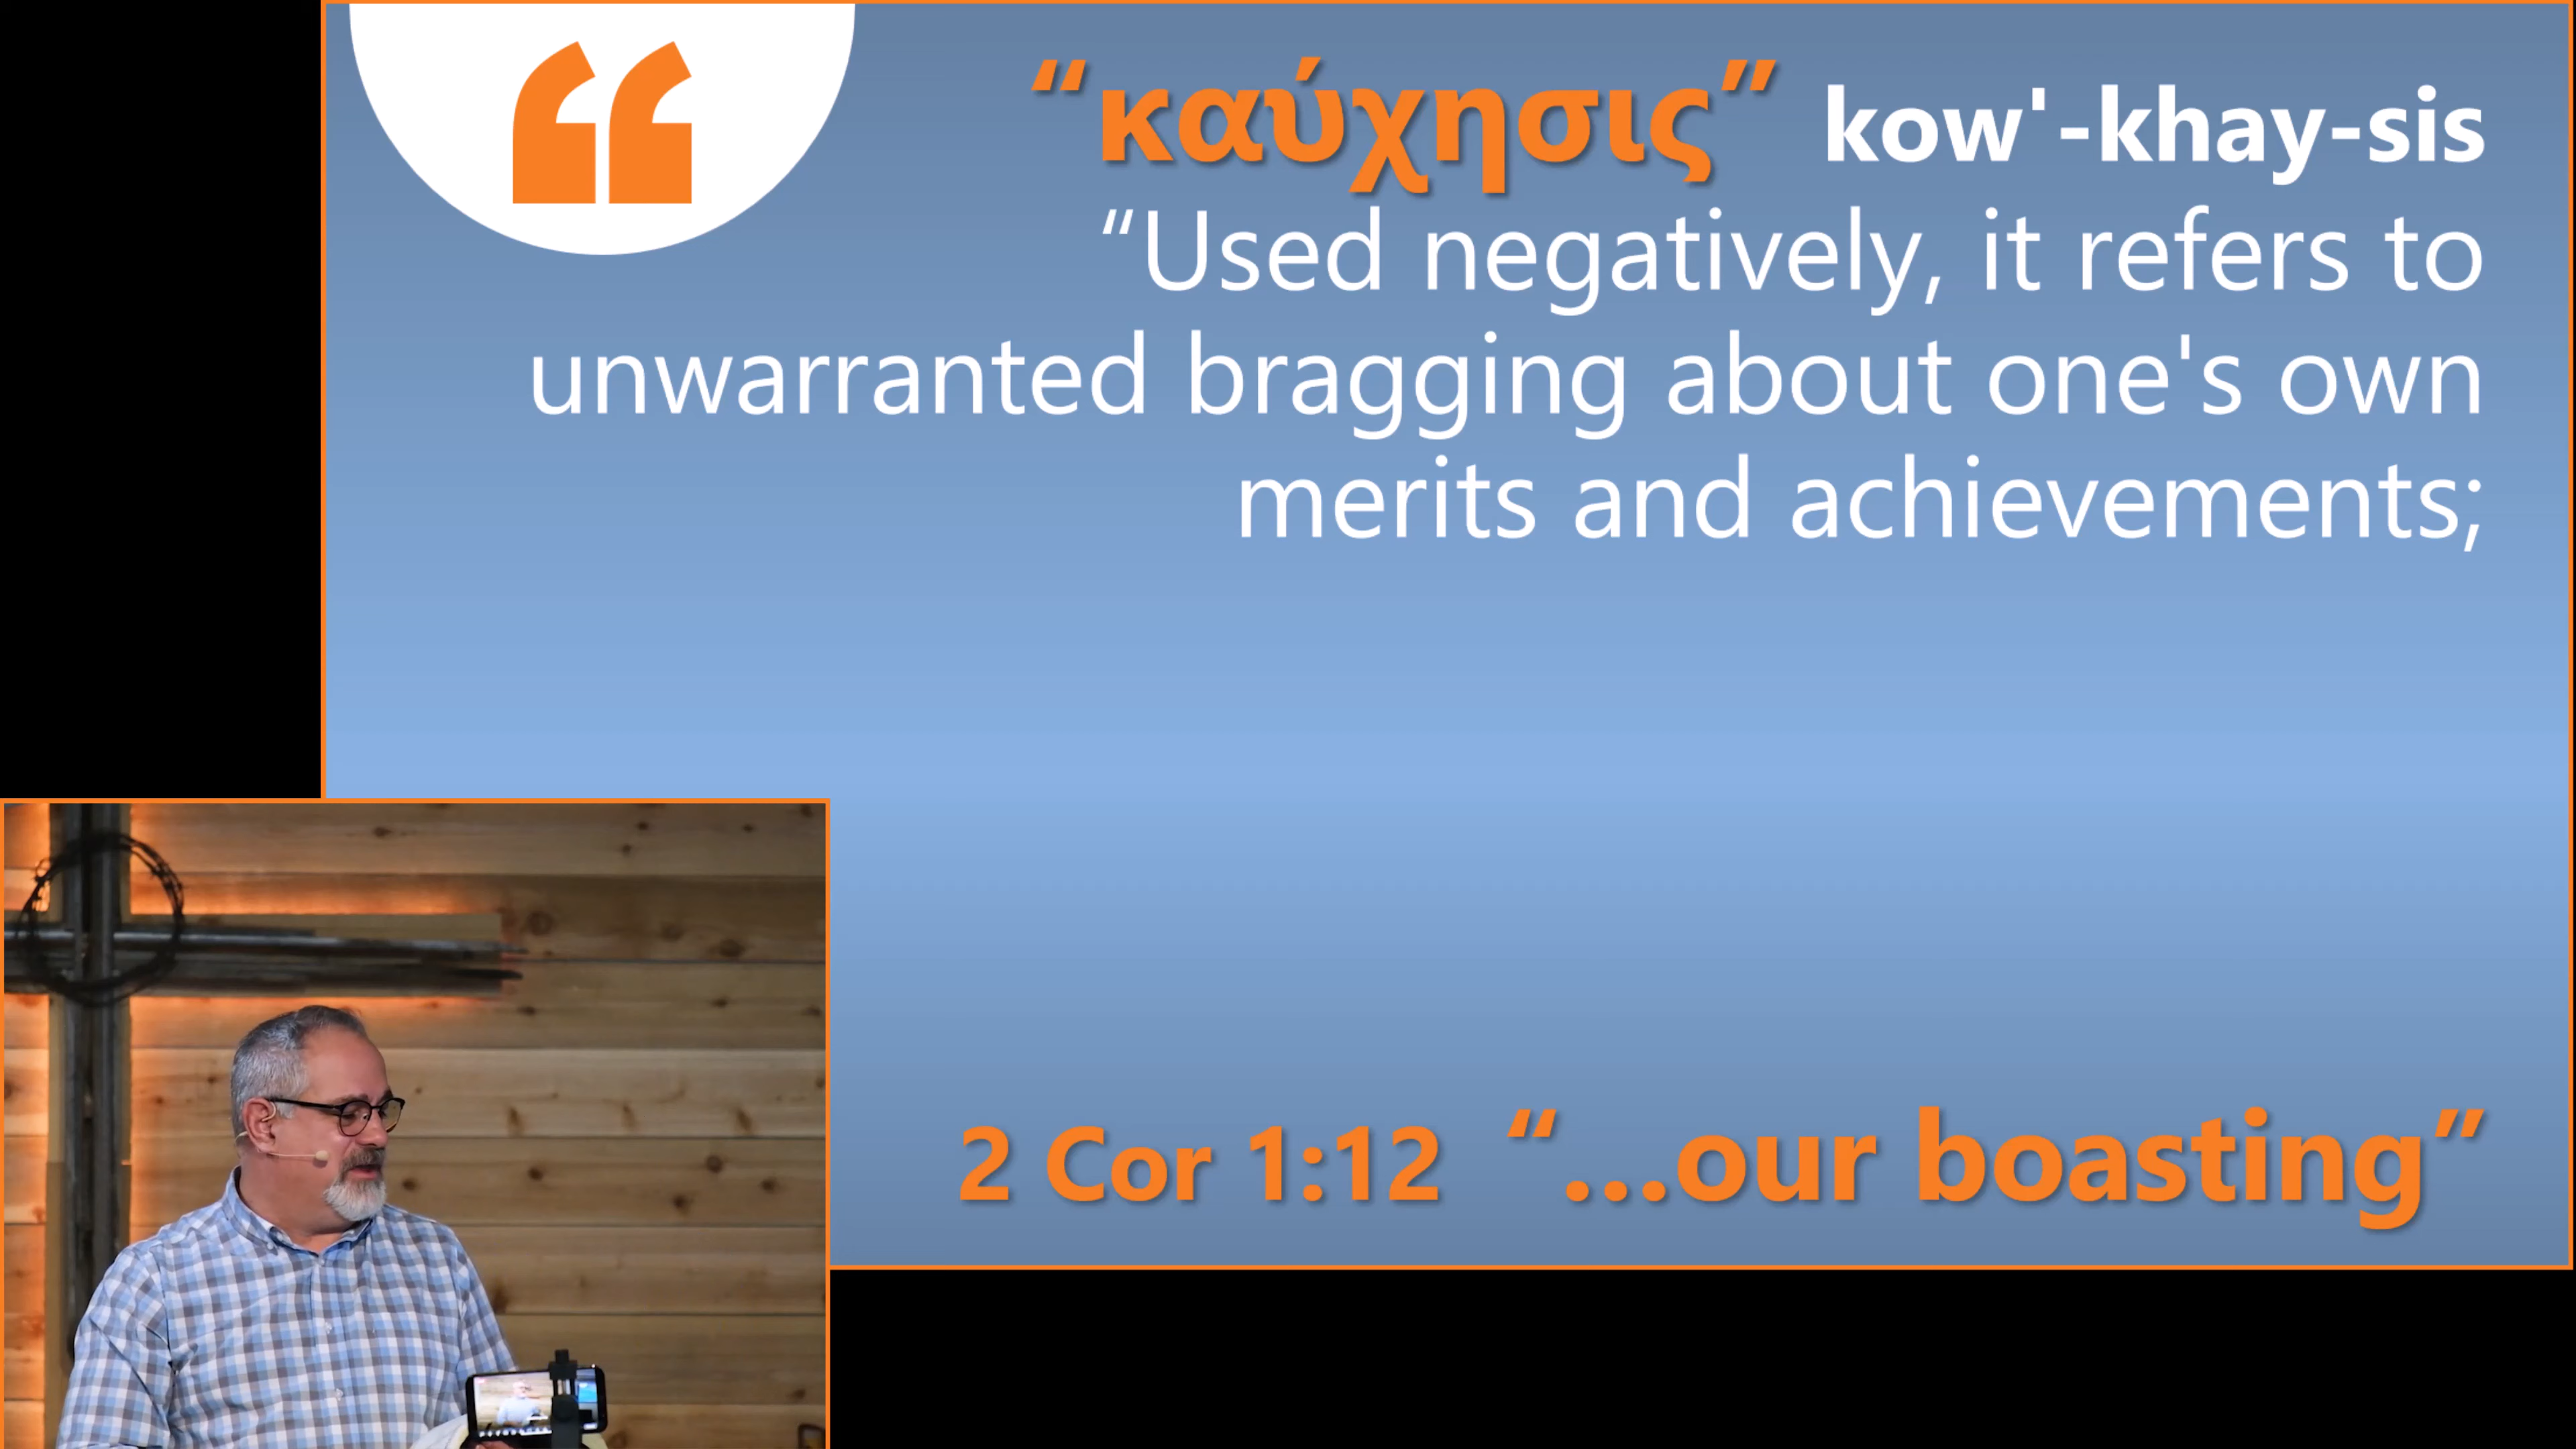 “καύχησις” kow'-khay-sis
“Used negatively, it refers to
unwarranted bragging about one's own
merits and achievements;
2 Cor 1:12 “...our boasting”